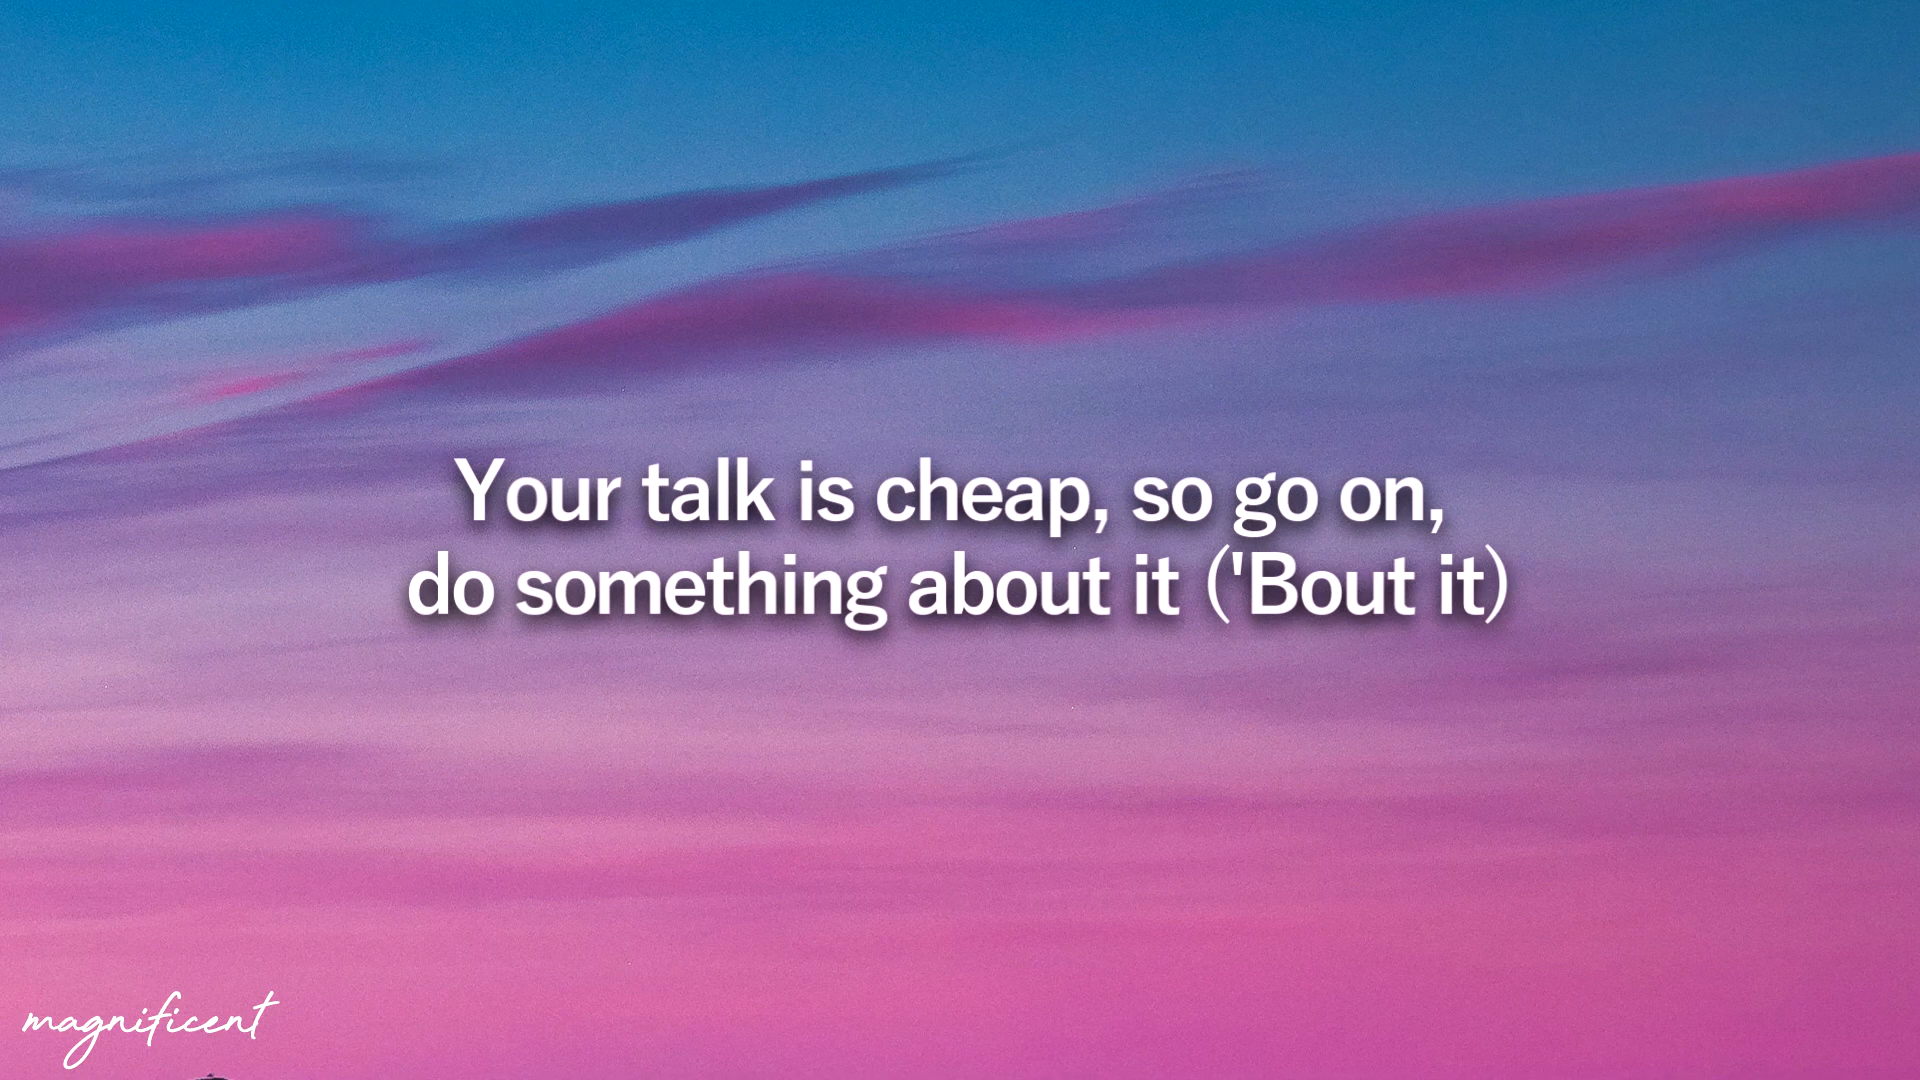 Your talk is cheap, so go on,
do something about it ('Bout it)
magnificent